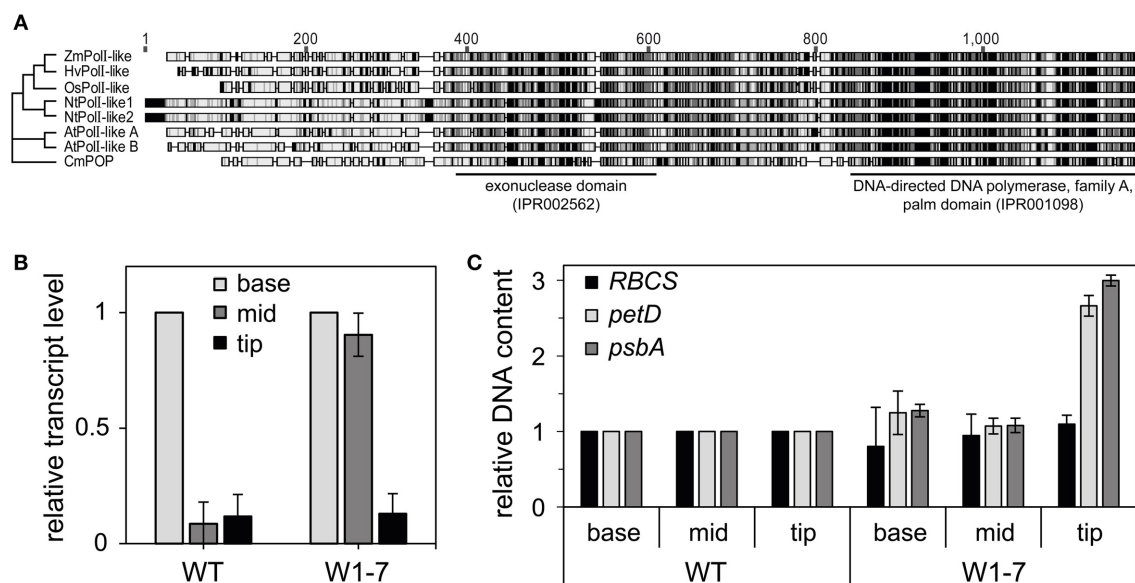 A
1 200 400 600 800 1,000
ZmPolI-like
HvPolI-like
OsPolI-like
NtPolI-like1
NtPolI-like2
AtPolI-like A
AtPolI-like B
CmPOP
exonuclease domain
(IPR002562)
DNA-directed DNA polymerase, family A,
palm domain (IPR001098)
B
relative transcript level
1
0.5
0
base
mid
tip
WT W1-7
C
relative DNA content
3
2
1
0
RBCS
petD
psbA
base mid tip base mid tip
WT W1-7